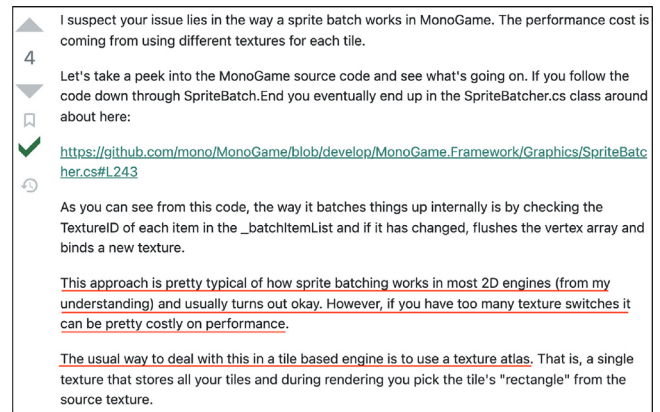 I suspect your issue lies in the way a sprite batch works in MonoGame. The performance cost is
coming from using different textures for each tile.
4
Let's take a peek into the MonoGame source code and see what's going on. If you follow the
code down through SpriteBatch.End you eventually end up in the SpriteBatcher.cs class around
about here:
https://github.com/mono/MonoGame/blob/develop/MonoGame.Framework/Graphics/SpriteBatc
her.cs#L243
As you can see from this code, the way it batches things up internally is by checking the
TextureID of each item in the _batchItemList and if it has changed, flushes the vertex array and
binds a new texture.
This approach is pretty typical of how sprite batching works in most 2D engines (from my
understanding) and usually turns out okay. However, if you have too many texture switches it
can be pretty costly on performance.
The usual way to deal with this in a tile based engine is to use a texture atlas. That is, a single
texture that stores all your tiles and during rendering you pick the tile's "rectangle" from the
source texture.